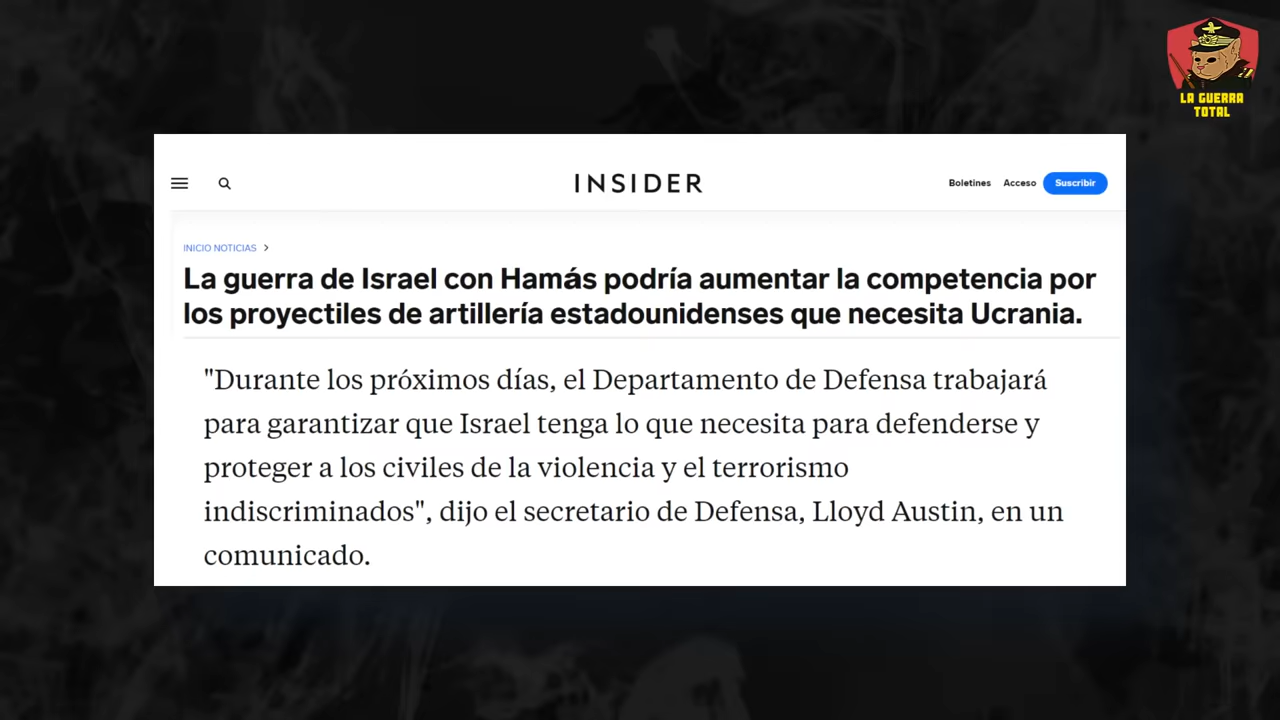 LA GUERRA
TOTAL
INSIDER
Boletines Acceso Suscribir
INICIO NOTICIAS >
La guerra de Israel con Hamás podría aumentar la competencia por
los proyectiles de artillería estadounidenses que necesita Ucrania.
"Durante los próximos días, el Departamento de Defensa trabajará
para garantizar que Israel tenga lo que necesita para defenderse y
proteger a los civiles de la violencia y el terrorismo
indiscriminados", dijo el secretario de Defensa, Lloyd Austin, en un
comunicado.